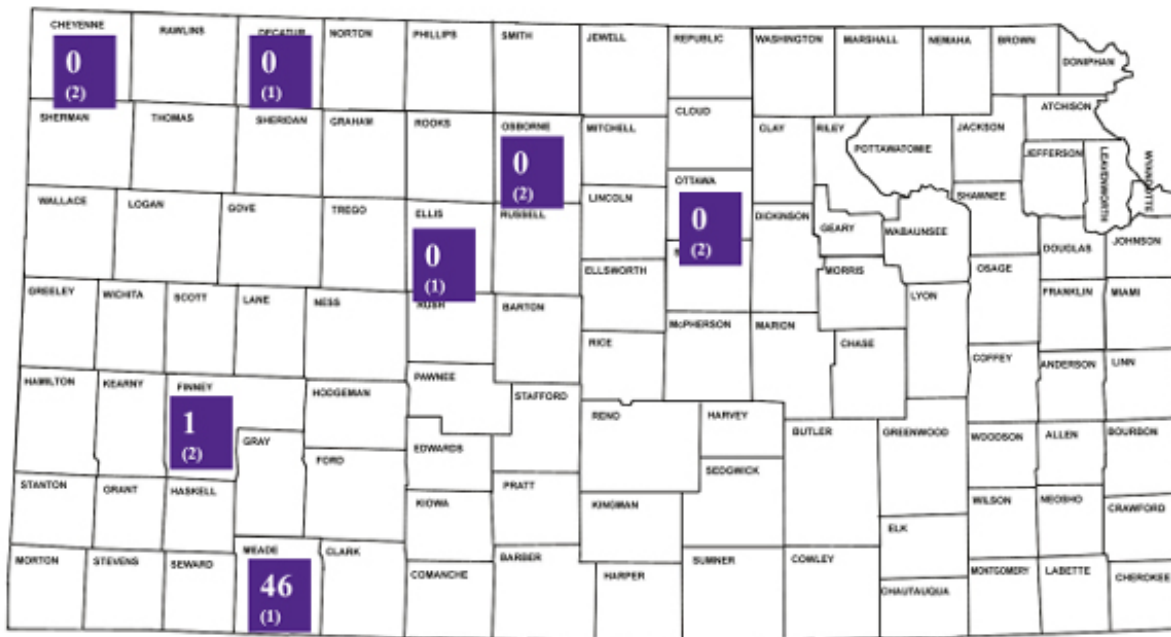 CHEYENNE
RAWLINS
DECATUR
NORTON
PHILLIPS
SMITH
JEWELL
REPUBLIC
WASHINGTON
MARSHALL
NEMAHA
BROWN
DONIPHAN
0
(2)
0
(1)
SHERMAN
THOMAS
SHERIDAN
GRAHAM
ROOKS
OSBORNE
MITCHELL
CLOUD
CLAY
RILEY
POTTAWATOMIE
JACKSON
ATCHISON
JEFFERSON
LEAVENWORTH
WYANDOTTE
0
(2)
WALLACE
LOGAN
GOVE
TREGO
ELLIS
RUSSELL
LINCOLN
OTTAWA
0
(2)
DICKINSON
GEARY
WABAUNSEE
SHAWNEE
DOUGLAS
JOHNSON
0
(1)
ELLSWORTH
MORRIS
OSAGE
GREELEY
WICHITA
SCOTT
LANE
NESS
RUSH
BARTON
LYON
FRANKLIN
MIAMI
RICE
McPHERSON
MARION
CHASE
COFFEY
ANDERSON
LINN
HAMILTON
KEARNY
FINNEY
1
(2)
HODGEMAN
PAWNEE
STAFFORD
RENO
HARVEY
BUTLER
GREENWOOD
WOODSON
ALLEN
BOURBON
GRAY
FORD
EDWARDS
SEDGWICK
STANTON
GRANT
HASKELL
KIOWA
PRATT
KINGMAN
ELK
WILSON
NEOSHO
CRAWFORD
MORTON
STEVENS
SEWARD
MEADE
46
(1)
CLARK
COMANCHE
BARBER
HARPER
SUMNER
COWLEY
CHAUTAUQUA
MONTGOMERY
LABETTE
CHEROKEE